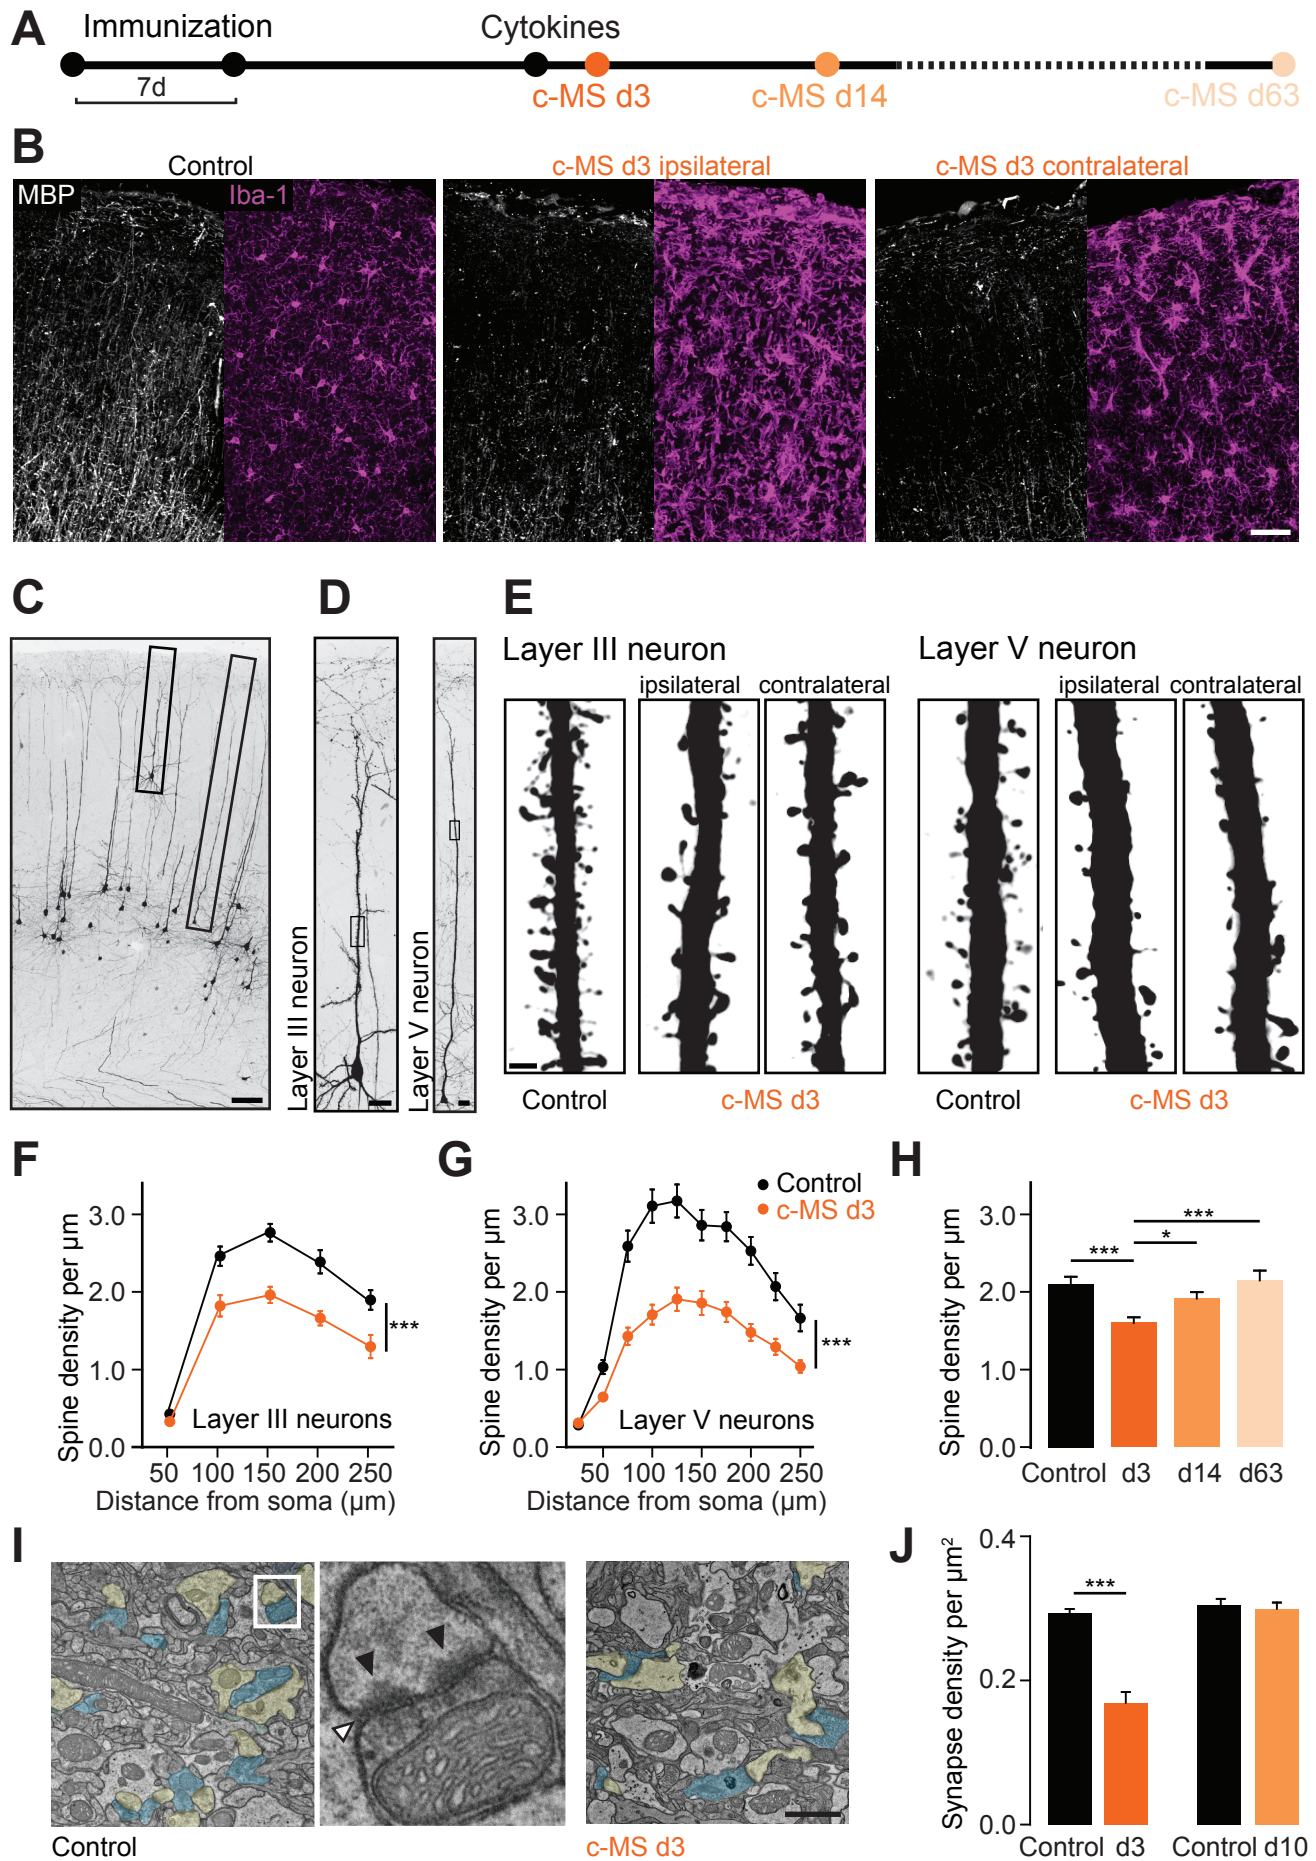 A
Immunization
Cytokines
7d
c-MS d3
c-MS d14
c-MS d63
B
Control
c-MS d3 ipsilateral
c-MS d3 contralateral
MBP
Iba-1
C
D
E
Layer III neuron
Layer V neuron
ipsilateral
contralateral
ipsilateral
contralateral
Layer III neuron
Layer V neuron
Control
c-MS d3
Control
c-MS d3
F
Spine density per µm
3.0
2.0
1.0
0.0
***
Layer III neurons
50 100 150 200 250
Distance from soma (µm)
G
Control
c-MS d3
Spine density per µm
3.0
2.0
1.0
0.0
***
Layer V neurons
50 100 150 200 250
Distance from soma (µm)
H
Spine density per µm
3.0
2.0
1.0
0.0
***
*
***
Control d3 d14 d63
I
Control
c-MS d3
J
Synapse density per µm²
0.4
0.2
0.0
***
Control d3 Control d10